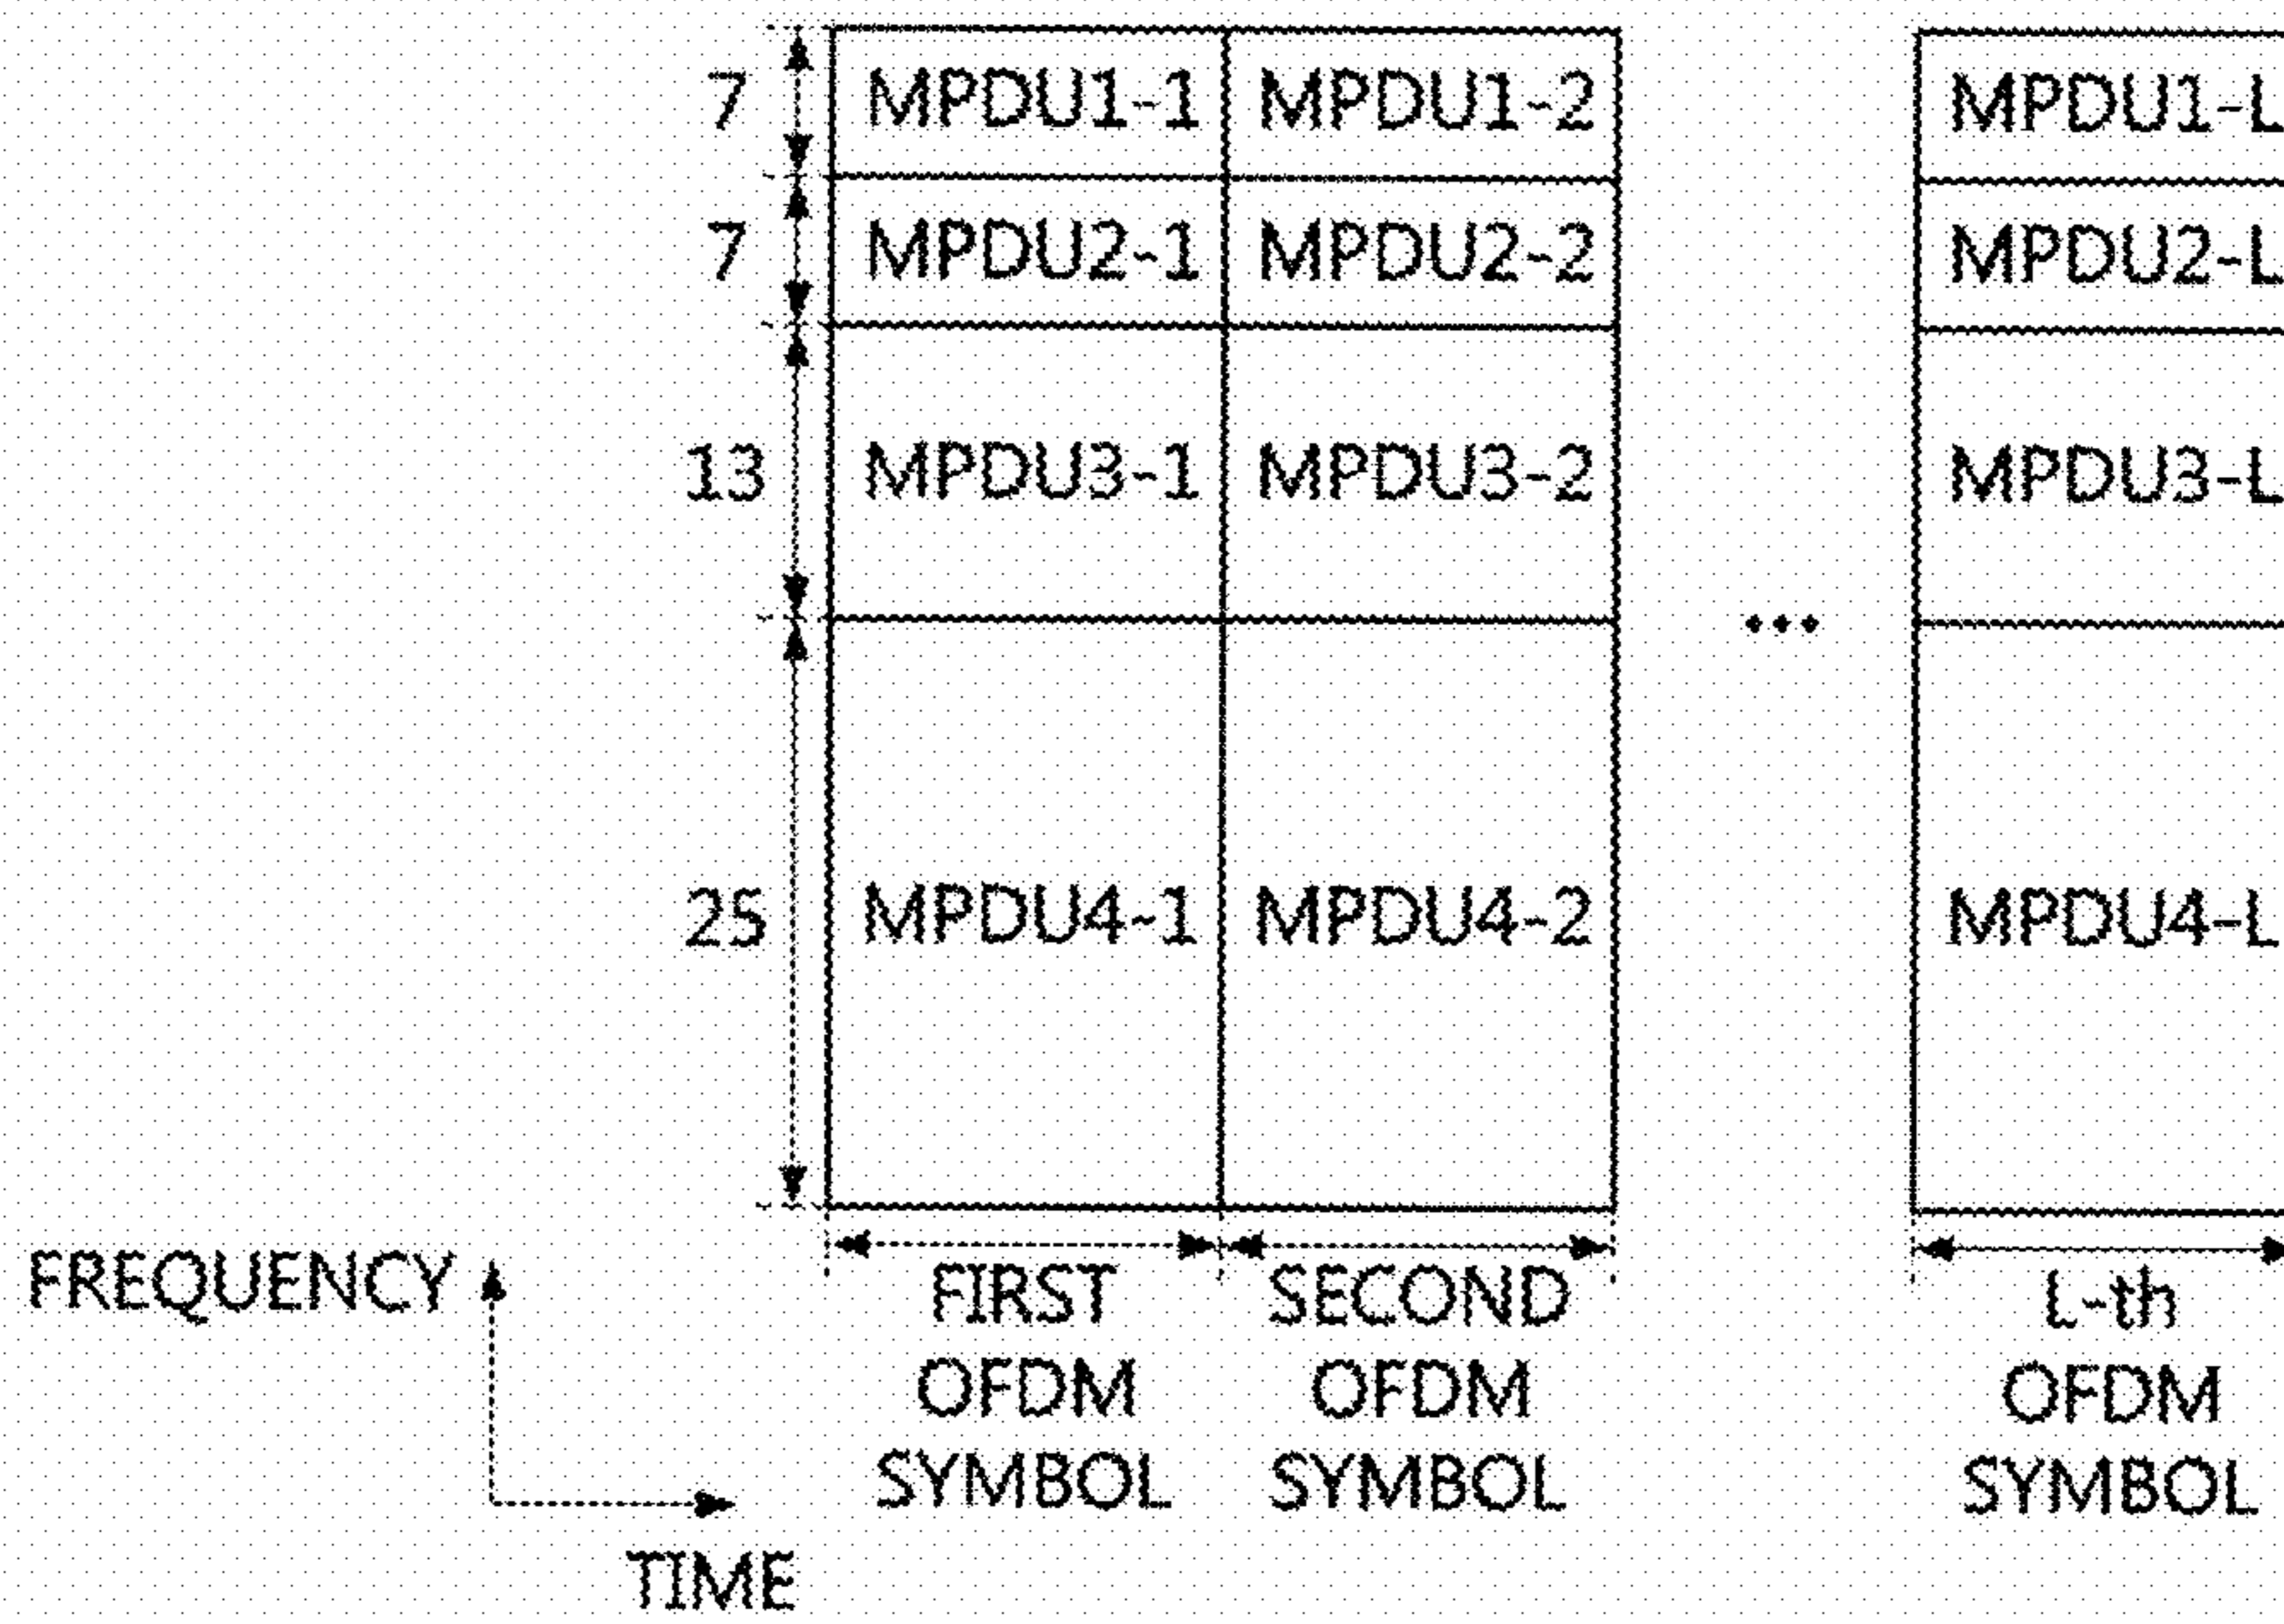 7 MPDU1-1 MPDU1-2 MPDU1-L
7 MPDU2-1 MPDU2-2 MPDU2-L
13 MPDU3-1 MPDU3-2 ... MPDU3-L
25 MPDU4-1 MPDU4-2 MPDU4-L
FREQUENCY
TIME
FIRST
OFDM
SYMBOL
SECOND
OFDM
SYMBOL
L-th
OFDM
SYMBOL